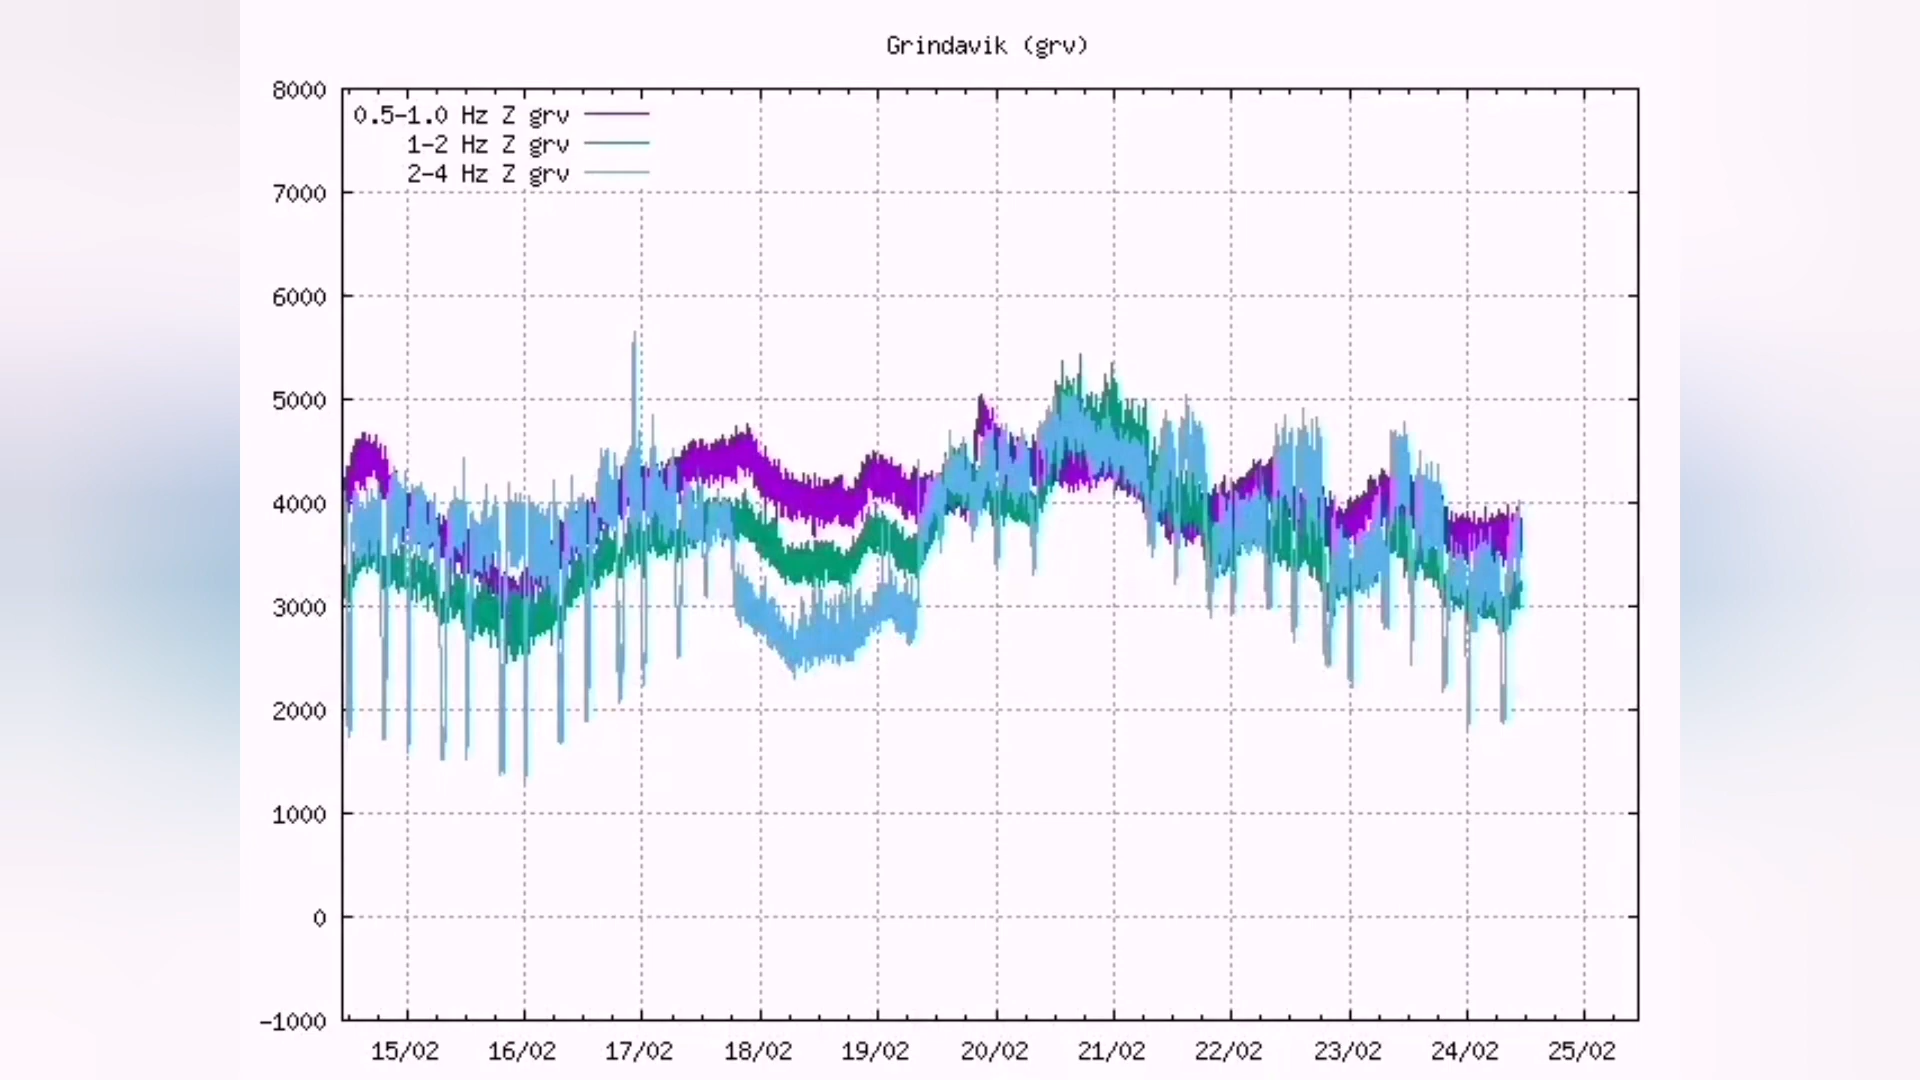 Grindavik (grv)
8000
0.5-1.0 Hz Z grv
1-2 Hz Z grv
2-4 Hz Z grv
7000
6000
5000
4000
3000
2000
1000
0
-1000
15/02 16/02 17/02 18/02 19/02 20/02 21/02 22/02 23/02 24/02 25/02